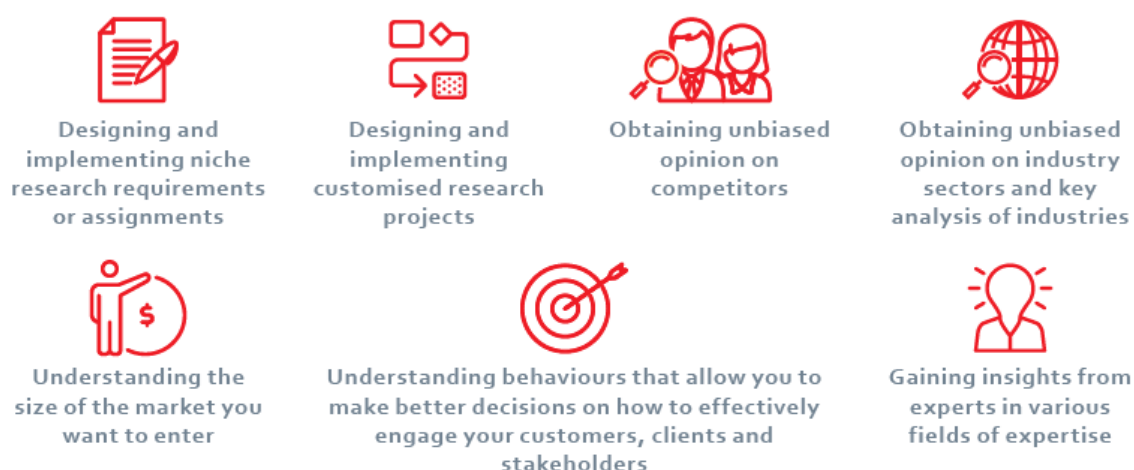 Designing and
implementing niche
research requirements
or assignments
Designing and
implementing
customised research
projects
Obtaining unbiased
opinion on
competitors
Obtaining unbiased
opinion on industry
sectors and key
analysis of industries
$
Understanding the
size of the market you
want to enter
Understanding behaviours that allow you to
make better decisions on how to effectively
engage your customers, clients and
stakeholders
Gaining insights from
experts in various
fields of expertise